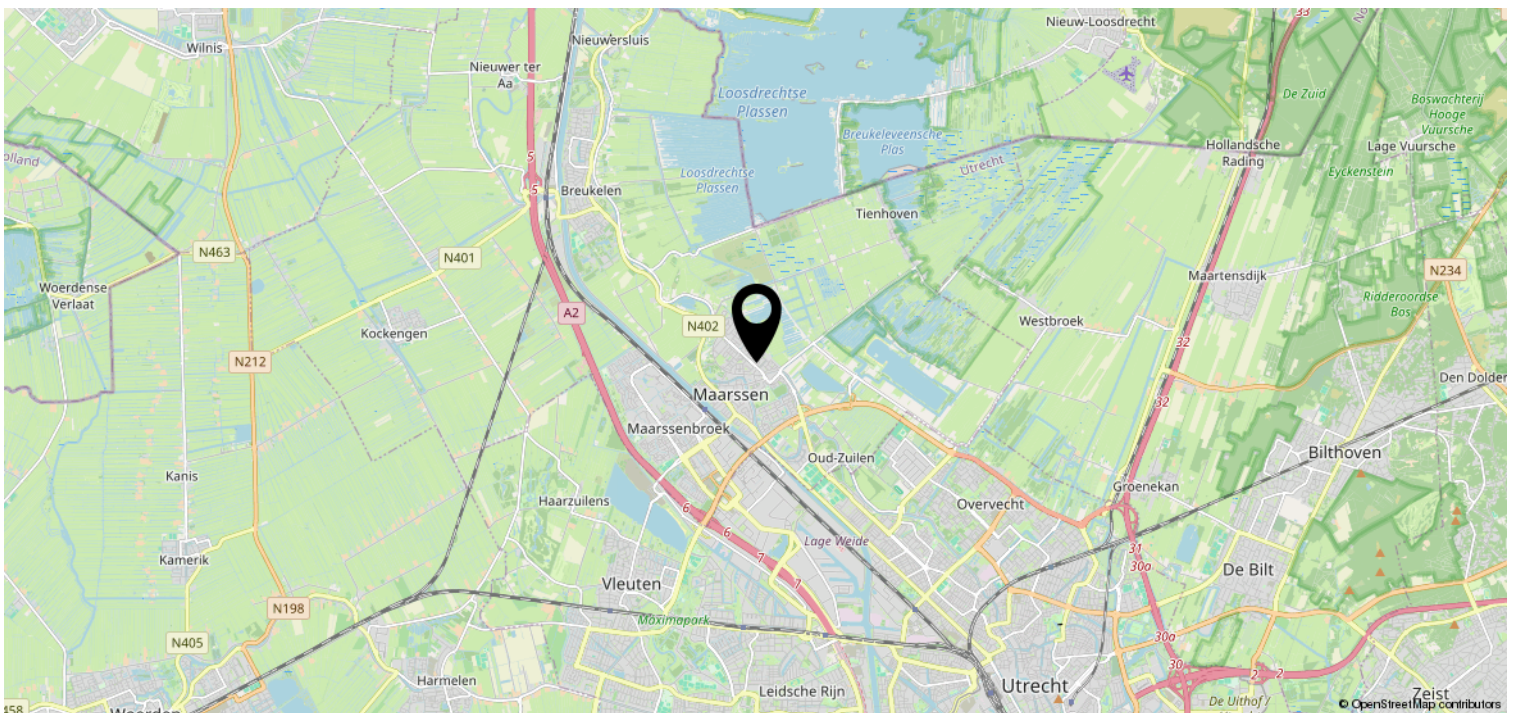 Nieuw-Loosdrecht
33
Wilnis
Nieuwersluis
Nieuwer ter
Aa
Loosdrechtse
Plassen
De Zuid
Boswachterij
Hooge
Vuursche
Breukeleveensche
Plas
Hollandsche
Rading
Lage Vuursche
olland
5
Utrecht
Loosdrechtse
Plassen
Eyckenstein
5
Breukelen
Tienhoven
N463
N401
Maartensdijk
N234
Woerdense
Verlaat
Ridderoordse
Bos
A2
N402
Westbroek
Kockengen
32
N212
Den Dolder
Maarssen
32
Maarssenbroek
Bilthoven
Oud-Zuilen
Kanis
Groenekan
Haarzuilens
Overvecht
6
6
Lage Weide
31
Kamerik
7
30a
De Bilt
Vleuten
7
N198
Máximapark
30a
N405
30
2
2
Harmelen
Utrecht
Leidsche Rijn
Zeist
De Uithof /
458
Woerden
© OpenStreetMap contributors